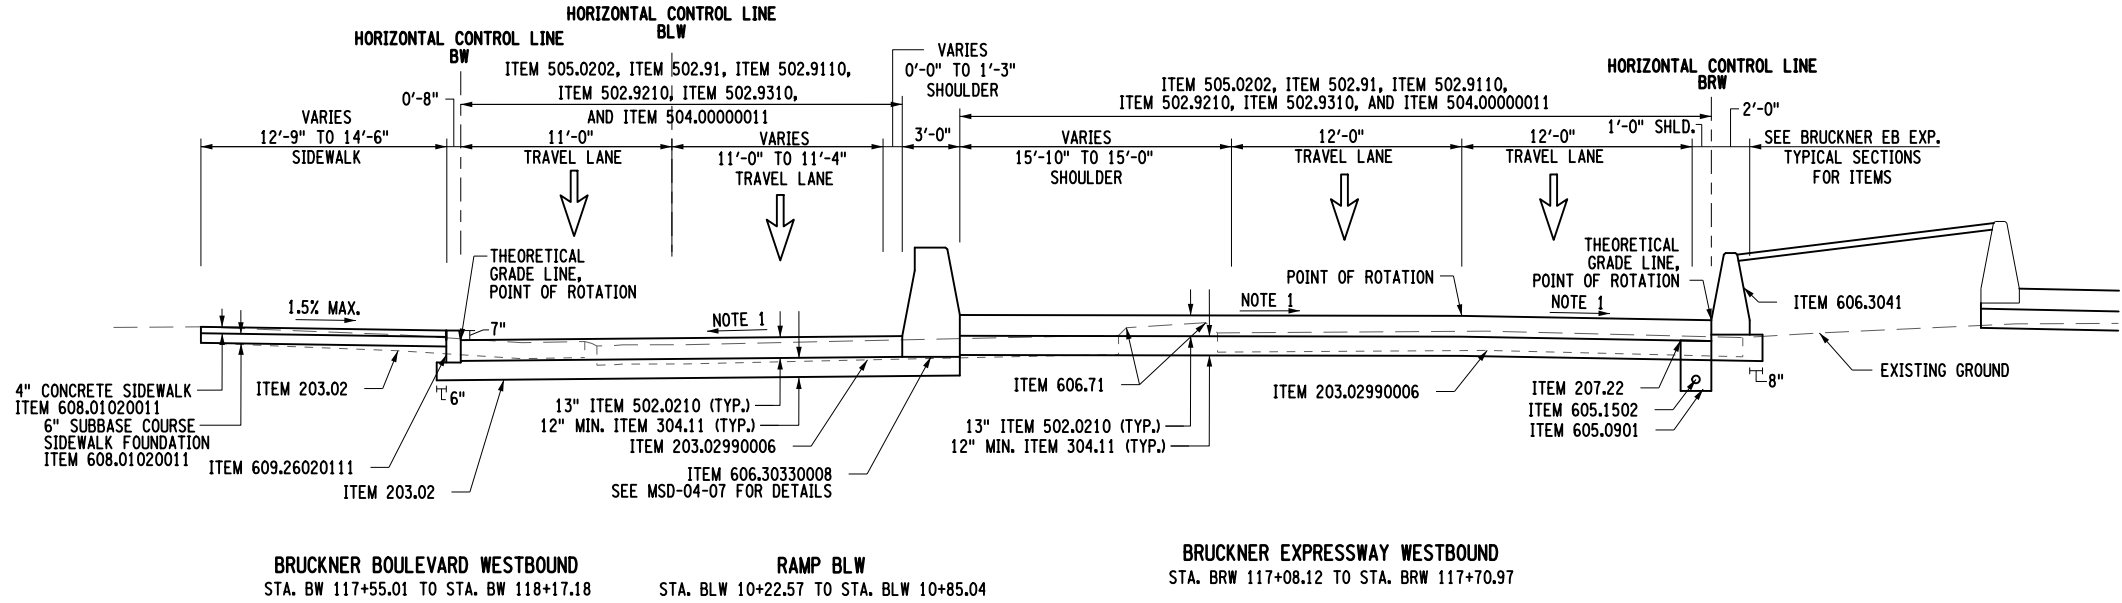 HORIZONTAL CONTROL LINE
BLW
HORIZONTAL CONTROL LINE
BW
ITEM 505.0202, ITEM 502.91, ITEM 502.9110,
ITEM 502.9210, ITEM 502.9310,
AND ITEM 504.00000011
0'-8"
VARIES
0'-0" TO 1'-3"
SHOULDER
ITEM 505.0202, ITEM 502.91, ITEM 502.9110,
ITEM 502.9210, ITEM 502.9310, AND ITEM 504.00000011
HORIZONTAL CONTROL LINE
BRW
2'-0"
1'-0" SHLD.
VARIES
12'-9" TO 14'-6"
SIDEWALK
11'-0"
TRAVEL LANE
VARIES
11'-0" TO 11'-4"
TRAVEL LANE
3'-0"
VARIES
15'-10" TO 15'-0"
SHOULDER
12'-0"
TRAVEL LANE
12'-0"
TRAVEL LANE
SEE BRUCKNER EB EXP.
TYPICAL SECTIONS
FOR ITEMS
THEORETICAL
GRADE LINE,
POINT OF ROTATION
POINT OF ROTATION
THEORETICAL
GRADE LINE,
POINT OF ROTATION
1.5% MAX.
7"
NOTE 1
NOTE 1
NOTE 1
ITEM 606.3041
EXISTING GROUND
4" CONCRETE SIDEWALK
ITEM 608.01020011
6" SUBBASE COURSE
SIDEWALK FOUNDATION
ITEM 608.01020011
ITEM 203.02
6"
ITEM 609.26020111
ITEM 203.02
13" ITEM 502.0210 (TYP.)
12" MIN. ITEM 304.11 (TYP.)
ITEM 203.02990006
ITEM 606.30330008
SEE MSD-04-07 FOR DETAILS
ITEM 606.71
13" ITEM 502.0210 (TYP.)
12" MIN. ITEM 304.11 (TYP.)
ITEM 203.02990006
ITEM 207.22
ITEM 605.1502
ITEM 605.0901
8"
BRUCKNER BOULEVARD WESTBOUND
STA. BW 117+55.01 TO STA. BW 118+17.18
RAMP BLW
STA. BLW 10+22.57 TO STA. BLW 10+85.04
BRUCKNER EXPRESSWAY WESTBOUND
STA. BRW 117+08.12 TO STA. BRW 117+70.97